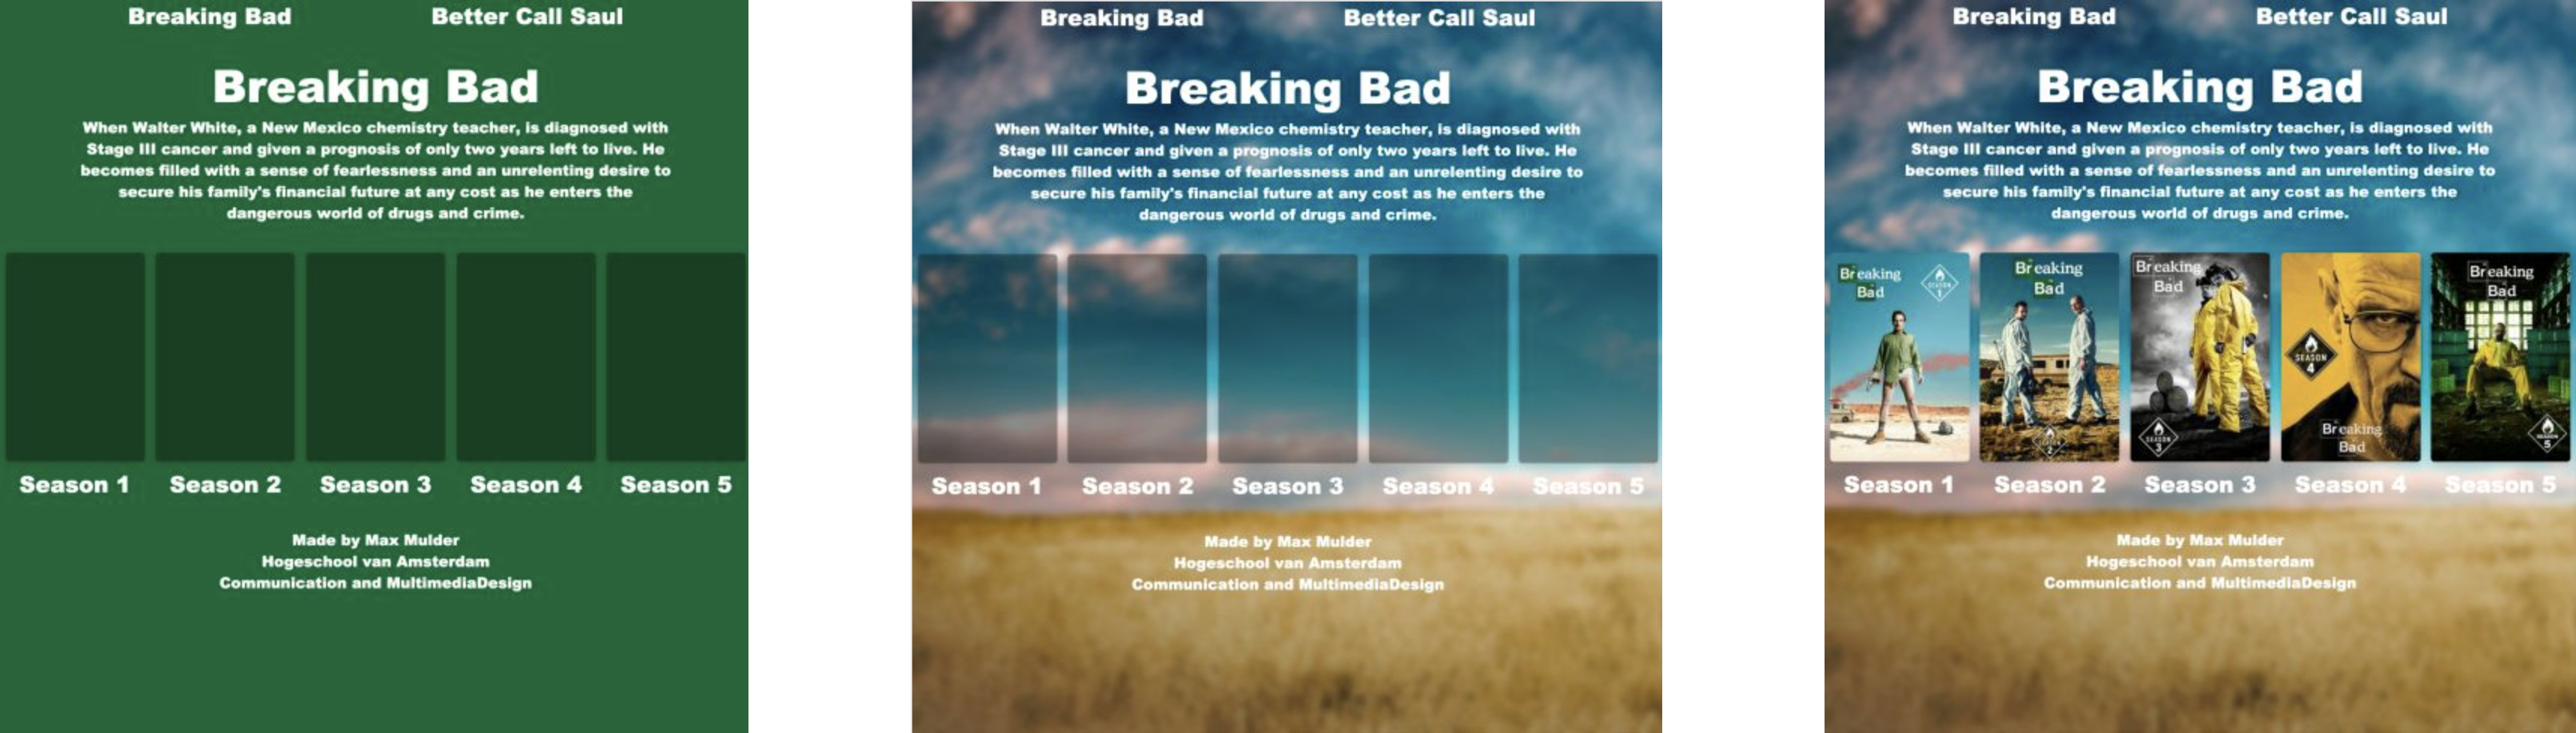 Breaking Bad Better Call Saul
Breaking Bad
When Walter White, a New Mexico chemistry teacher, is diagnosed with
Stage III cancer and given a prognosis of only two years left to live. He
becomes filled with a sense of fearlessness and an unrelenting desire to
secure his family's financial future at any cost as he enters the
dangerous world of drugs and crime.
Season 1 Season 2 Season 3 Season 4 Season 5
Made by Max Mulder
Hogeschool van Amsterdam
Communication and MultimediaDesign
Breaking Bad Better Call Saul
Breaking Bad
When Walter White, a New Mexico chemistry teacher, is diagnosed with
Stage III cancer and given a prognosis of only two years left to live. He
becomes filled with a sense of fearlessness and an unrelenting desire to
secure his family's financial future at any cost as he enters the
dangerous world of drugs and crime.
Season 1 Season 2 Season 3 Season 4 Season 5
Made by Max Mulder
Hogeschool van Amsterdam
Communication and MultimediaDesign
Breaking Bad Better Call Saul
Breaking Bad
When Walter White, a New Mexico chemistry teacher, is diagnosed with
Stage III cancer and given a prognosis of only two years left to live. He
becomes filled with a sense of fearlessness and an unrelenting desire to
secure his family's financial future at any cost as he enters the
dangerous world of drugs and crime.
Breaking
Bad
SEASON
1
Breaking
Bad
SEASON
2
Breaking
Bad
SEASON
3
SEASON
4
Breaking
Bad
Breaking
Bad
SEASON
5
Season 1 Season 2 Season 3 Season 4 Season 5
Made by Max Mulder
Hogeschool van Amsterdam
Communication and MultimediaDesign